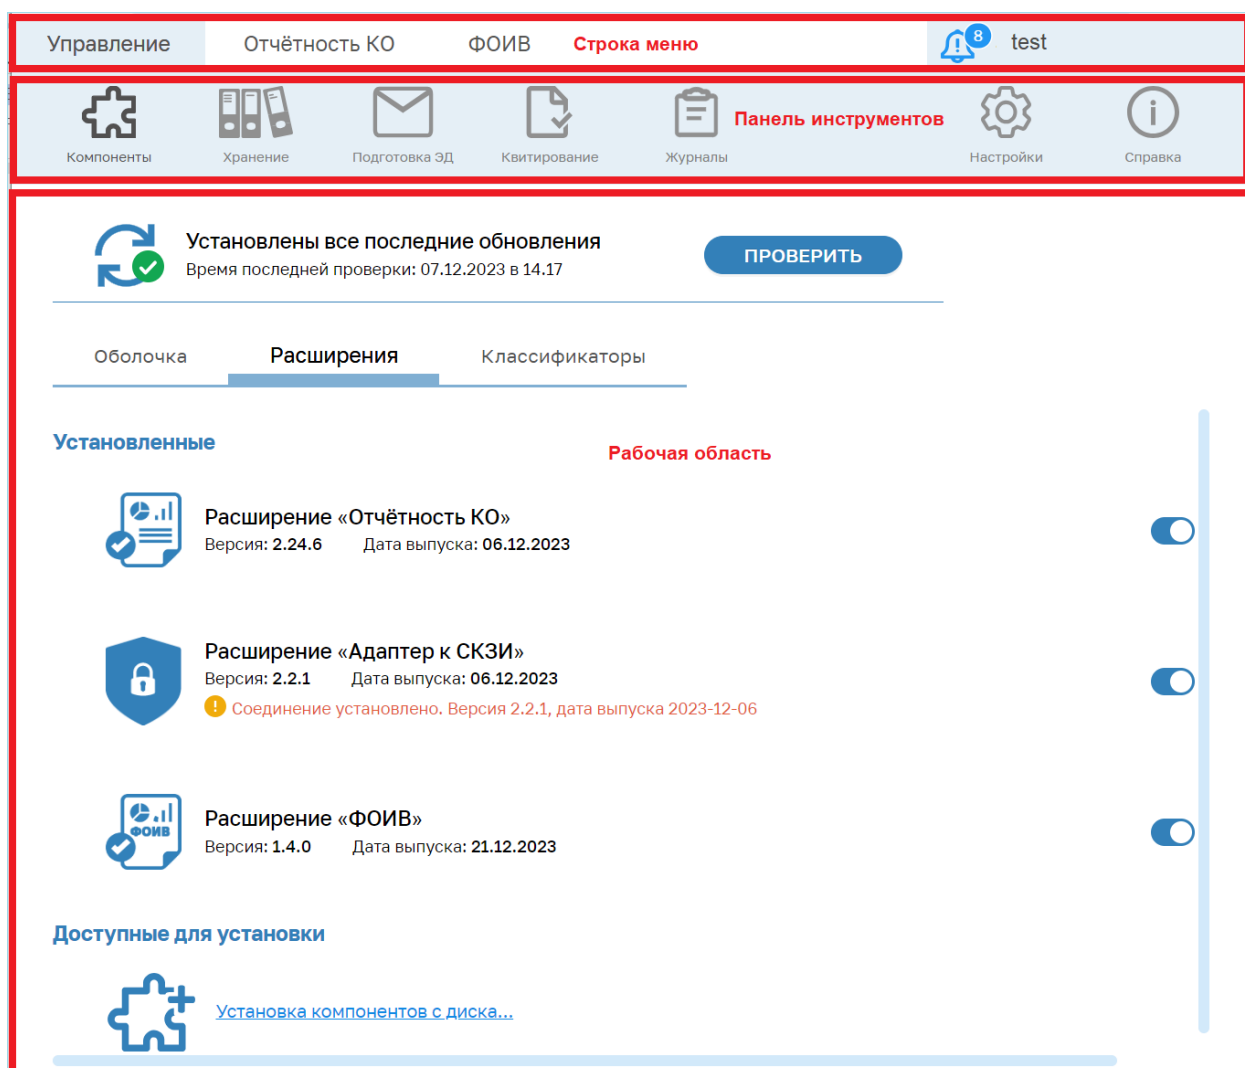 Управление Отчётность КО ФОИВ Строка меню 8 test
Панель инструментов
Компоненты Хранение Подготовка ЭД Квитирование Журналы Настройки Справка
Установлены все последние обновления
Время последней проверки: 07.12.2023 в 14.17
ПРОВЕРИТЬ
Оболочка Расширения Классификаторы
Установленные
Рабочая область
Расширение «Отчётность КО»
Версия: 2.24.6 Дата выпуска: 06.12.2023
Расширение «Адаптер к СКЗИ»
Версия: 2.2.1 Дата выпуска: 06.12.2023
Соединение установлено. Версия 2.2.1, дата выпуска 2023-12-06
ФОИВ
Расширение «ФОИВ»
Версия: 1.4.0 Дата выпуска: 21.12.2023
Доступные для установки
Установка компонентов с диска...